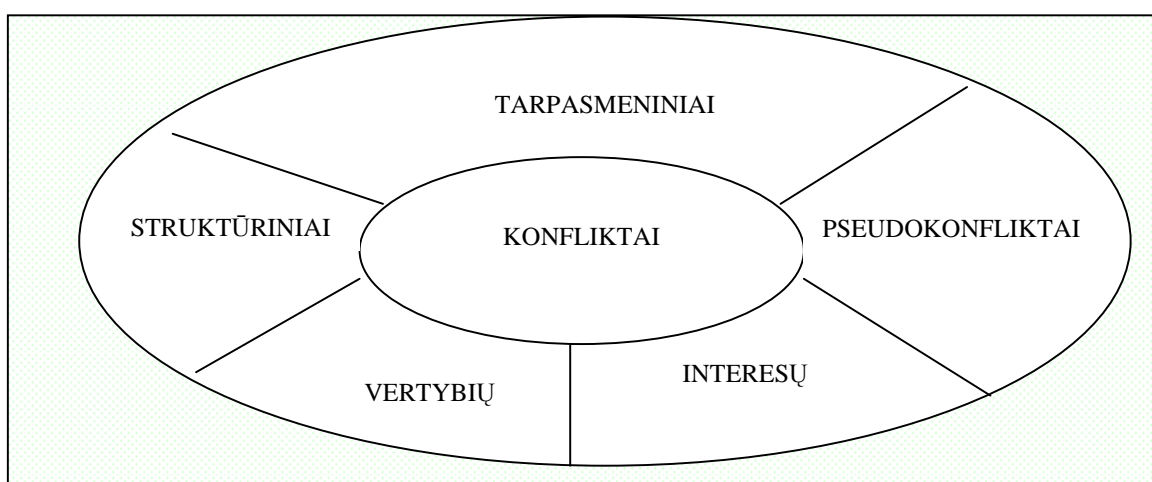 TARPASMENINIAI
STRUKTŪRINIAI
KONFLIKTAI
PSEUDOKONFLIKTAI
VERTYBIŲ
INTERESŲ